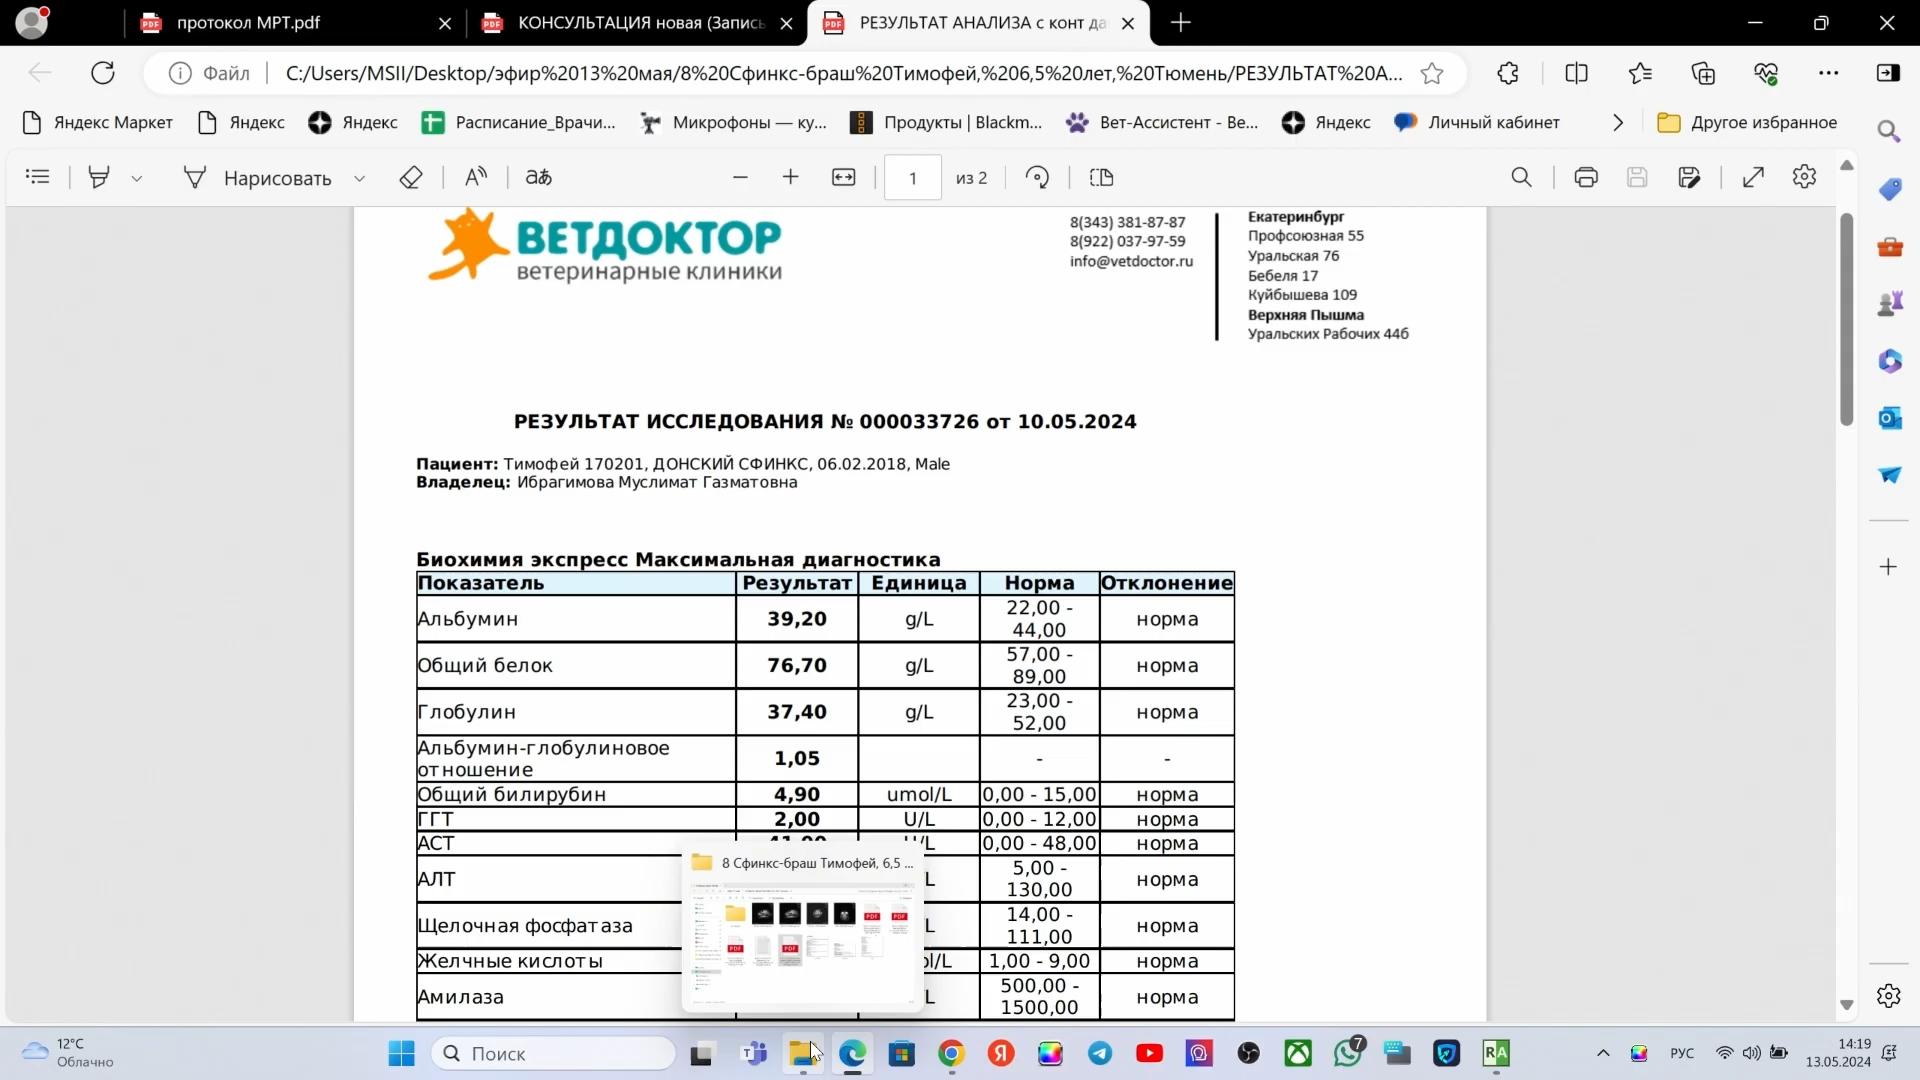 протокол МРТ.pdf
КОНСУЛЬТАЦИЯ новая (Запись
РЕЗУЛЬТАТ АНАЛИЗА с конт да
Файл
C:/Users/MSII/Desktop/эфир%2013%20мая/8%20Сфинкс-браш%20Тимофей,%206,5%20лет,%20Тюмень/РЕЗУЛЬТАТ%20А...
Яндекс Маркет
Яндекс
Яндекс
Расписание_Врачи...
Микрофоны — ку...
Продукты | Blackm...
Вет-Ассистент - Ве...
Яндекс
Личный кабинет
Другое избранное
Нарисовать
аあ
1
из 2
ВЕТДОКТОР
ветеринарные клиники
8(343) 381-87-87
8(922) 037-97-59
info@vetdoctor.ru
Екатеринбург
Профсоюзная 55
Уральская 76
Бебеля 17
Куйбышева 109
Верхняя Пышма
Уральских Рабочих 44б
РЕЗУЛЬТАТ ИССЛЕДОВАНИЯ № 000033726 от 10.05.2024
Пациент: Тимофей 170201, ДОНСКИЙ СФИНКС, 06.02.2018, Male
Владелец: Ибрагимова Муслимат Газматовна
Биохимия экспресс Максимальная диагностика
Показатель Результат Единица Норма Отклонение
Альбумин 39,20 g/L 22,00 - 44,00 норма
Общий белок 76,70 g/L 57,00 - 89,00 норма
Глобулин 37,40 g/L 23,00 - 52,00 норма
Альбумин-глобулиновое отношение 1,05 - -
Общий билирубин 4,90 umol/L 0,00 - 15,00 норма
ГГТ 2,00 U/L 0,00 - 12,00 норма
АСТ 41,00 U/L 0,00 - 48,00 норма
АЛТ 5,00 - 130,00 норма
Щелочная фосфатаза 14,00 - 111,00 норма
Желчные кислоты 1,00 - 9,00 норма
Амилаза 500,00 - 1500,00 норма
8 Сфинкс-браш Тимофей, 6,5 ...
12°C
Облачно
Поиск
7
РУС
14:19
13.05.2024